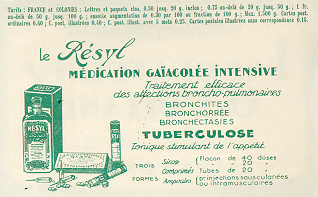 Tarifs : FRANCE et COLONIES : Lettres et paquets clos, 0.50 jusq. 20 g. inclus ; 0.75 au-delà de 20 g. jusq. 50 g. ; 1 fr.
au-delà de 50 g. jusq. 100 g. ; ensuite augmentation de 0.30 par 100 ou fraction de 100 g. ; Max. 1.500 g. Cartes post.
ordinaires 0.40 ; C. post. illustrées 0.40 ; C. post. illust. avec 5 mots 0.25. Cartes postales illustrées sans correspondance 0.15.
le Résyl
MÉDICATION GAÏACOLÉE INTENSIVE
Traitement efficace
des affections broncho-pulmonaires
BRONCHITES
BRONCHORRÉE
BRONCHECTASIES
TUBERCULOSE
Tonique stimulant de l'appétit.
TROIS FORMES
Sirop (Flacon de 40 doses
Comprimés Tubes de 20
Ampoules (pr injections souscutanées
ou intramusculaires
RÉSYL